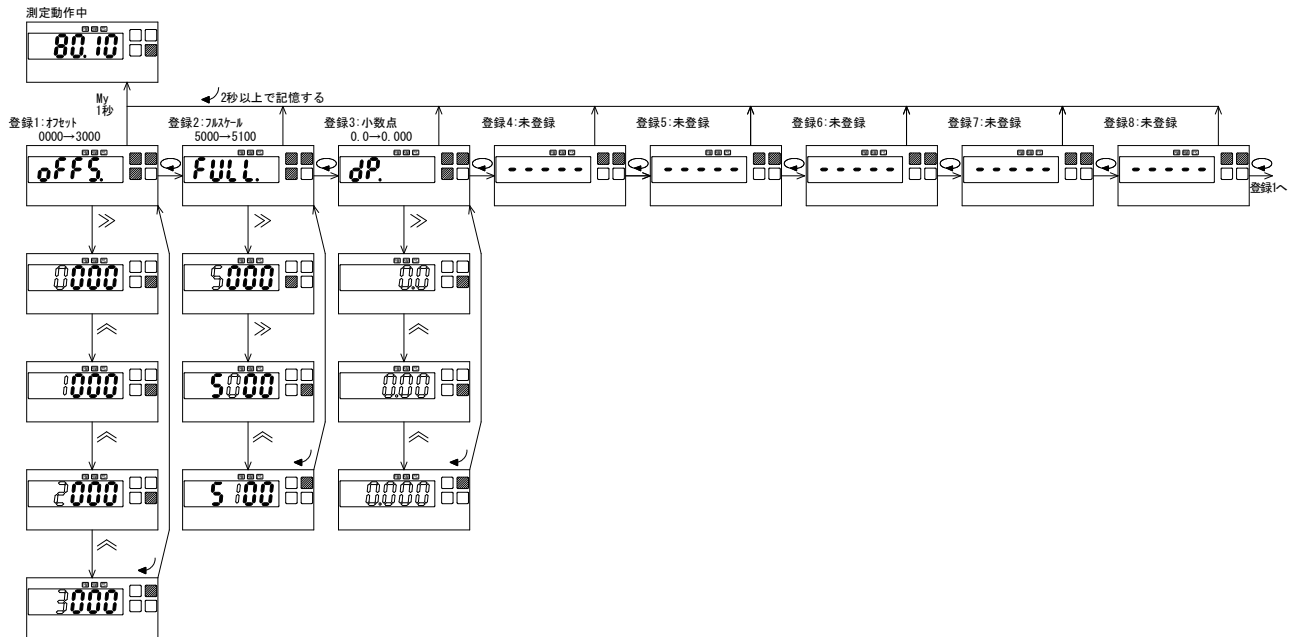 測定動作中
80.10
My
1秒
2秒以上で記憶する
登録1:オフセット
0000→3000
登録2:フルスケール
5000→5100
登録3:小数点
0.0→0.000
登録4:未登録
登録5:未登録
登録6:未登録
登録7:未登録
登録8:未登録
oFFS.
FULL.
dP.
- - - - -
- - - - -
- - - - -
- - - - -
- - - - -
登録1へ
0000
5000
0.0
1000
5000
0.00
2000
5100
0.000
3000